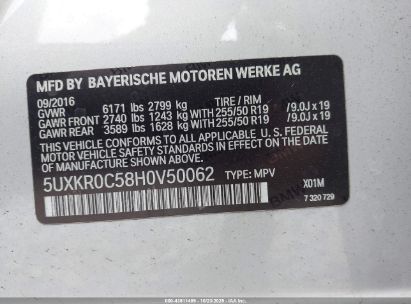 MFD BY BAYERISCHE MOTOREN WERKE AG
09/2016
GVWR 6171 lbs 2799 kg TIRE / RIM
GAWR FRONT 2740 lbs 1243 kg WITH 255/50 R19 /9.0J x 19
GAWR REAR 3589 lbs 1628 kg WITH 255/50 R19 /9.0J x 19
THIS VEHICLE CONFORMS TO ALL APPLICABLE U.S. FEDERAL
MOTOR VEHICLE SAFETY STANDARDS IN EFFECT ON THE
DATE OF MANUFACTURE SHOWN ABOVE.
5UXKR0C58H0V50062 TYPE: MPV
X01M
7 320 729